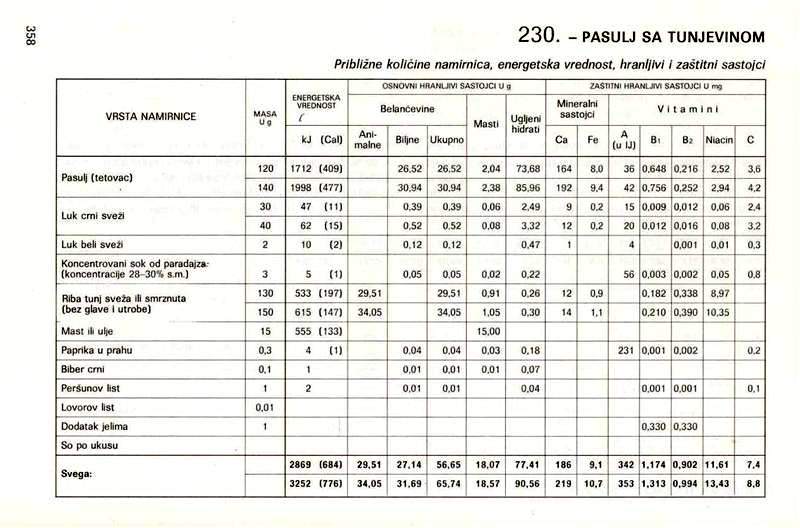 358
230. – PASULJ SA TUNJEVINOM
Približne količine namirnica, energetska vrednost, hranljivi i zaštitni sastojci
VRSTA NAMIRNICE MASA U g ENERGETSKA VREDNOST OSNOVNI HRANLJIVI SASTOJCI U g ZAŠTITNI HRANLJIVI SASTOJCI U mg
Belančevine Masti Ugljeni hidrati Mineralni sastojci Vitamini
kJ (Cal) Ani-malne Biljne Ukupno Ca Fe A (u IJ) B1 B2 Niacin C
Pasulj (tetovac) 120 1712 (409) 26,52 26,52 2,04 73,68 164 8,0 36 0,648 0,216 2,52 3,6
140 1998 (477) 30,94 30,94 2,38 85,96 192 9,4 42 0,756 0,252 2,94 4,2
Luk crni sveži 30 47 (11) 0,39 0,39 0,06 2,49 9 0,2 15 0,009 0,012 0,06 2,4
40 62 (15) 0,52 0,52 0,08 3,32 12 0,2 20 0,012 0,016 0,08 3,2
Luk beli sveži 2 10 (2) 0,12 0,12 0,47 1 4 0,001 0,01 0,3
Koncentrovani sok od paradajza
(koncentracije 28–30% s.m.) 3 5 (1) 0,05 0,05 0,02 0,22 56 0,003 0,002 0,05 0,8
Riba tunj sveža ili smrznuta 130 533 (197) 29,51 29,51 0,91 0,26 12 0,9 0,182 0,338 8,97
(bez glave i utrobe) 150 615 (147) 34,05 34,05 1,05 0,30 14 1,1 0,210 0,390 10,35
Mast ili ulje 15 555 (133) 15,00
Paprika u prahu 0,3 4 (1) 0,04 0,04 0,03 0,18 231 0,001 0,002 0,2
Biber crni 0,1 1 0,01 0,01 0,01 0,07
Peršunov list 1 2 0,01 0,01 0,04 0,001 0,001 0,1
Lovorov list 0,01
Dodatak jelima 1 0,330 0,330
So po ukusu
Svega: 2869 (684) 29,51 27,14 56,65 18,07 77,41 186 9,1 342 1,174 0,902 11,61 7,4
3252 (776) 34,05 31,69 65,74 18,57 90,56 219 10,7 353 1,313 0,994 13,43 8,8